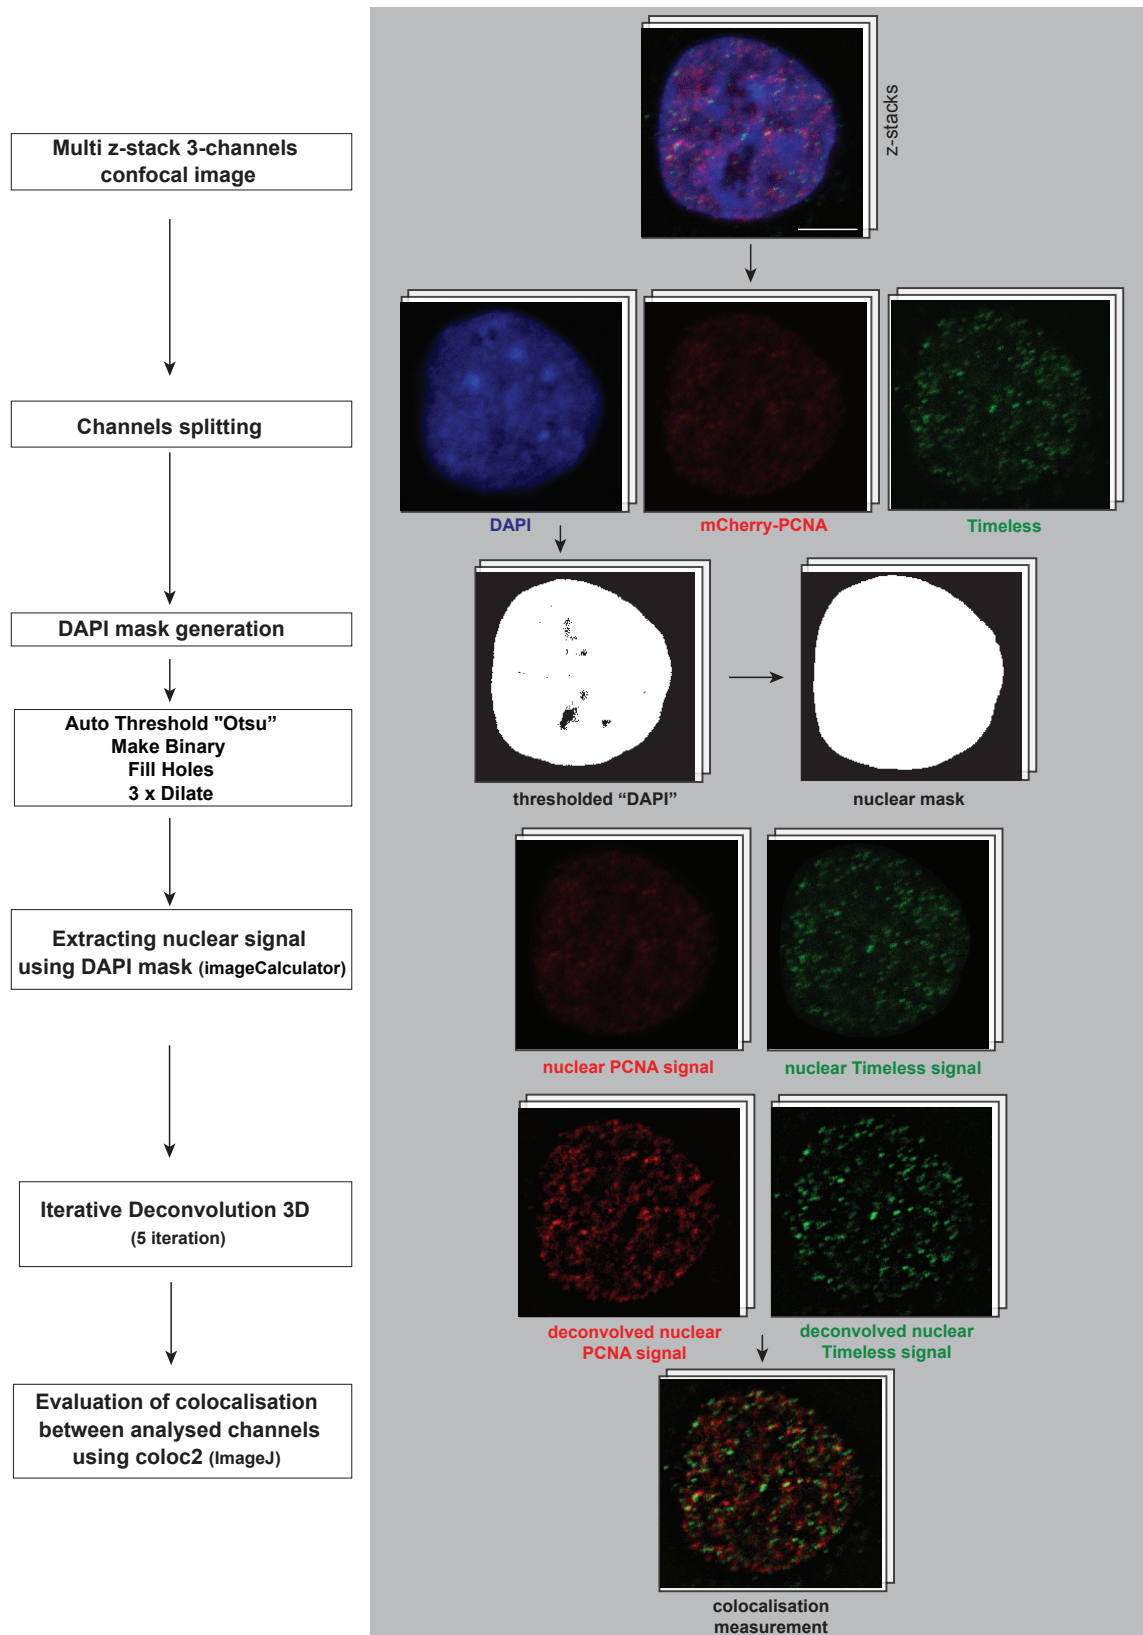 z-stacks
Multi z-stack 3-channels
confocal image
Channels splitting
DAPI
mCherry-PCNA
Timeless
DAPI mask generation
Auto Threshold "Otsu”
Make Binary
Fill Holes
3 x Dilate
thresholded “DAPI”
nuclear mask
Extracting nuclear signal
using DAPI mask (imageCalculator)
nuclear PCNA signal
nuclear Timeless signal
Iterative Deconvolution 3D
(5 iteration)
deconvolved nuclear
PCNA signal
deconvolved nuclear
Timeless signal
Evaluation of colocalisation
between analysed channels
using coloc2 (ImageJ)
colocalisation
measurement